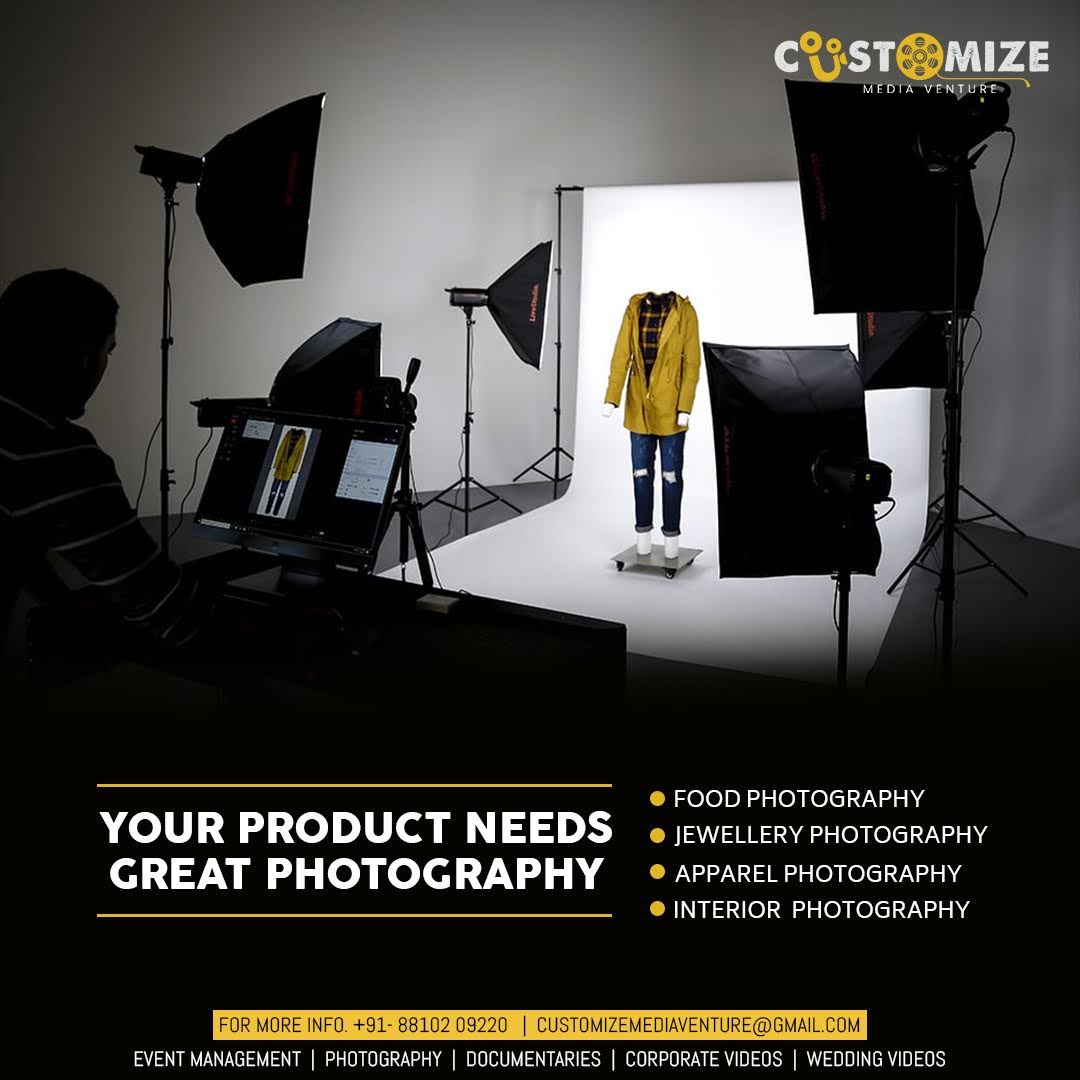 CUSTOMIZE
MEDIA VENTURE
LiveStudio
YOUR PRODUCT NEEDS
GREAT PHOTOGRAPHY
FOOD PHOTOGRAPHY
JEWELLERY PHOTOGRAPHY
APPAREL PHOTOGRAPHY
INTERIOR PHOTOGRAPHY
FOR MORE INFO. +91- 88102 09220 | CUSTOMIZEMEDIAVENTURE@GMAIL.COM
EVENT MANAGEMENT | PHOTOGRAPHY | DOCUMENTARIES | CORPORATE VIDEOS | WEDDING VIDEOS